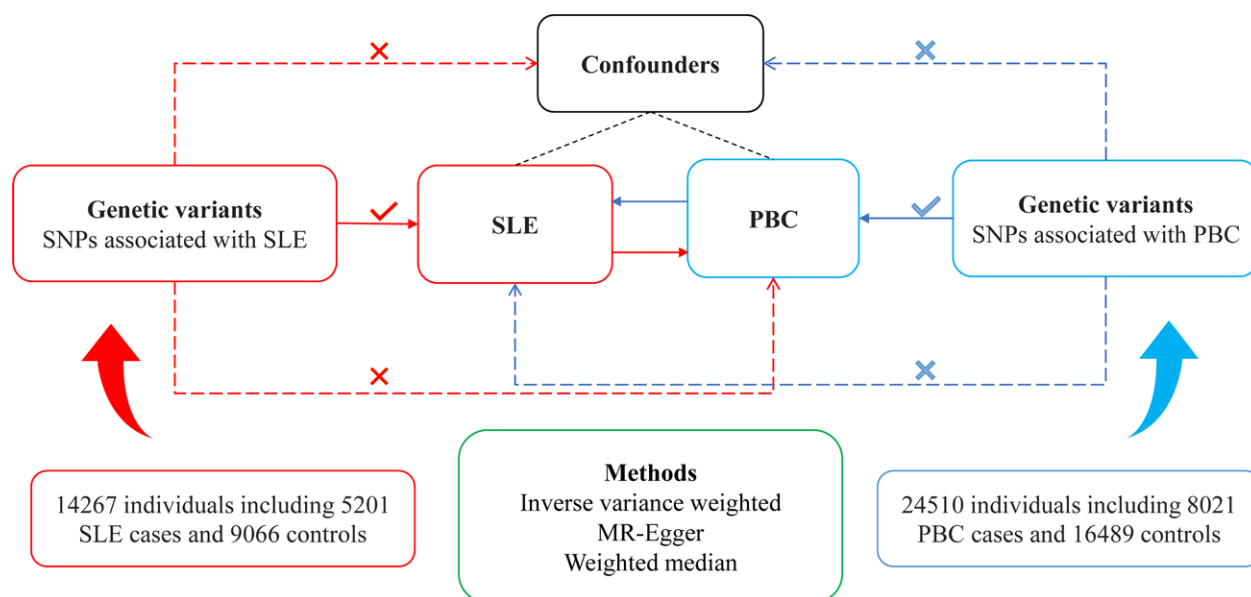 Confounders
Genetic variants
SNPs associated with SLE
SLE
PBC
Genetic variants
SNPs associated with PBC
14267 individuals including 5201
SLE cases and 9066 controls
Methods
Inverse variance weighted
MR-Egger
Weighted median
24510 individuals including 8021
PBC cases and 16489 controls